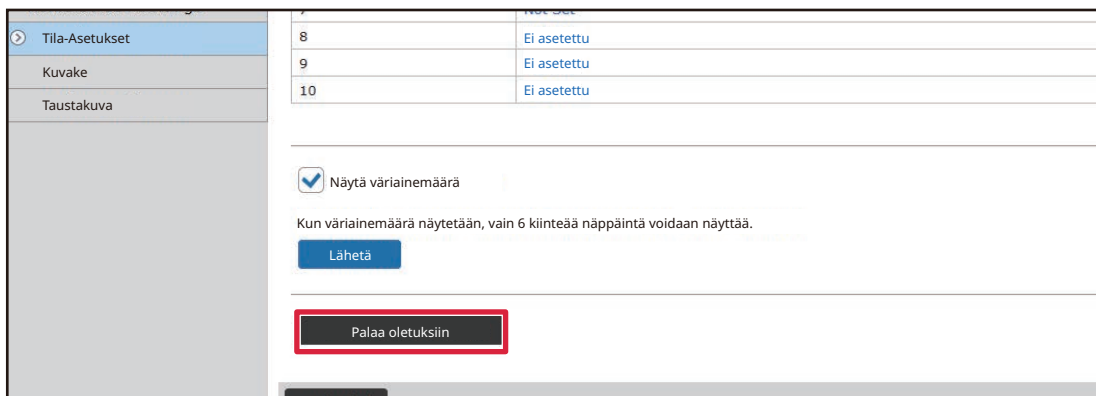 Tila-Asetukset
Kuvake
Taustakuva
8 Ei asetettu
9 Ei asetettu
10 Ei asetettu
Näytä väriainemäärä
Kun väriainemäärä näytetään, vain 6 kiinteää näppäintä voidaan näyttää.
Lähetä
Palaa oletuksiin